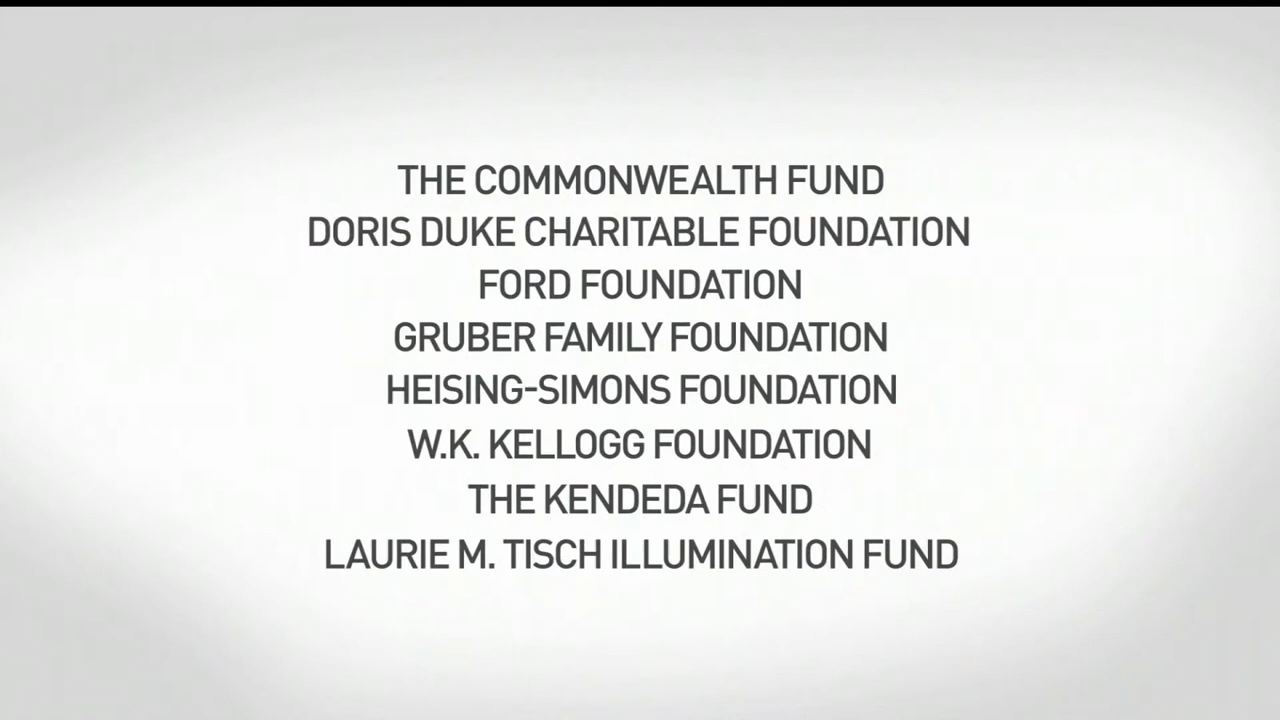 THE COMMONWEALTH FUND
DORIS DUKE CHARITABLE FOUNDATION
FORD FOUNDATION
GRUBER FAMILY FOUNDATION
HEISING-SIMONS FOUNDATION
W.K. KELLOGG FOUNDATION
THE KENDEDA FUND
LAURIE M. TISCH ILLUMINATION FUND